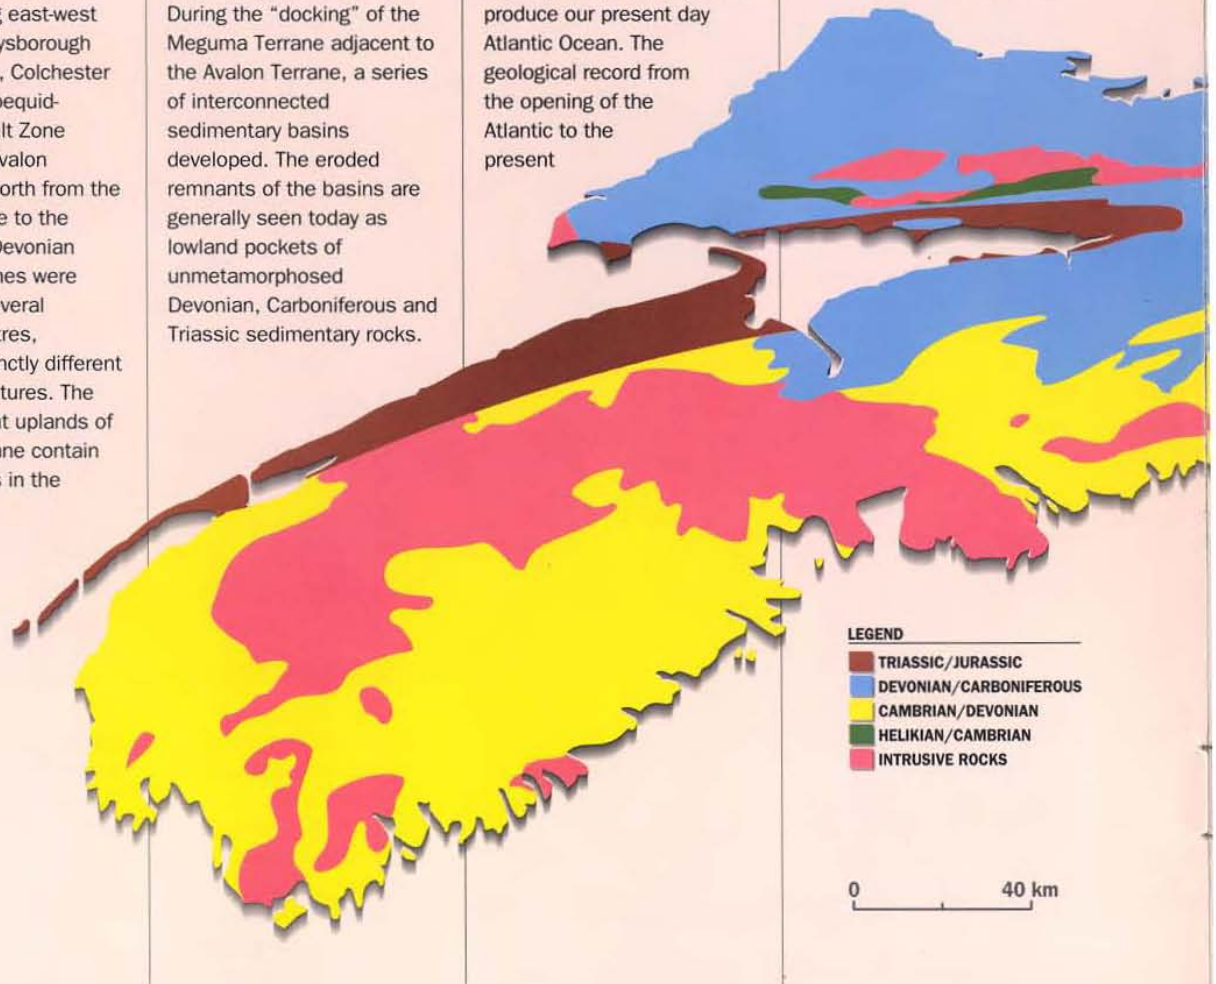 east-west
ysborough
, Colchester
bequid-
lt Zone
valon
orth from the
e to the
Devonian
nes were
veral
tres,
nctly different
tures. The
t uplands of
ane contain
s in the
During the “docking” of the
Meguma Terrane adjacent to
the Avalon Terrane, a series
of interconnected
sedimentary basins
developed. The eroded
remnants of the basins are
generally seen today as
lowland pockets of
unmetamorphosed
Devonian, Carboniferous and
Triassic sedimentary rocks.
produce our present day
Atlantic Ocean. The
geological record from
the opening of the
Atlantic to the
present
LEGEND
TRIASSIC/JURASSIC
DEVONIAN/CARBONIFEROUS
CAMBRIAN/DEVONIAN
HELIKIAN/CAMBRIAN
INTRUSIVE ROCKS
0 40 km